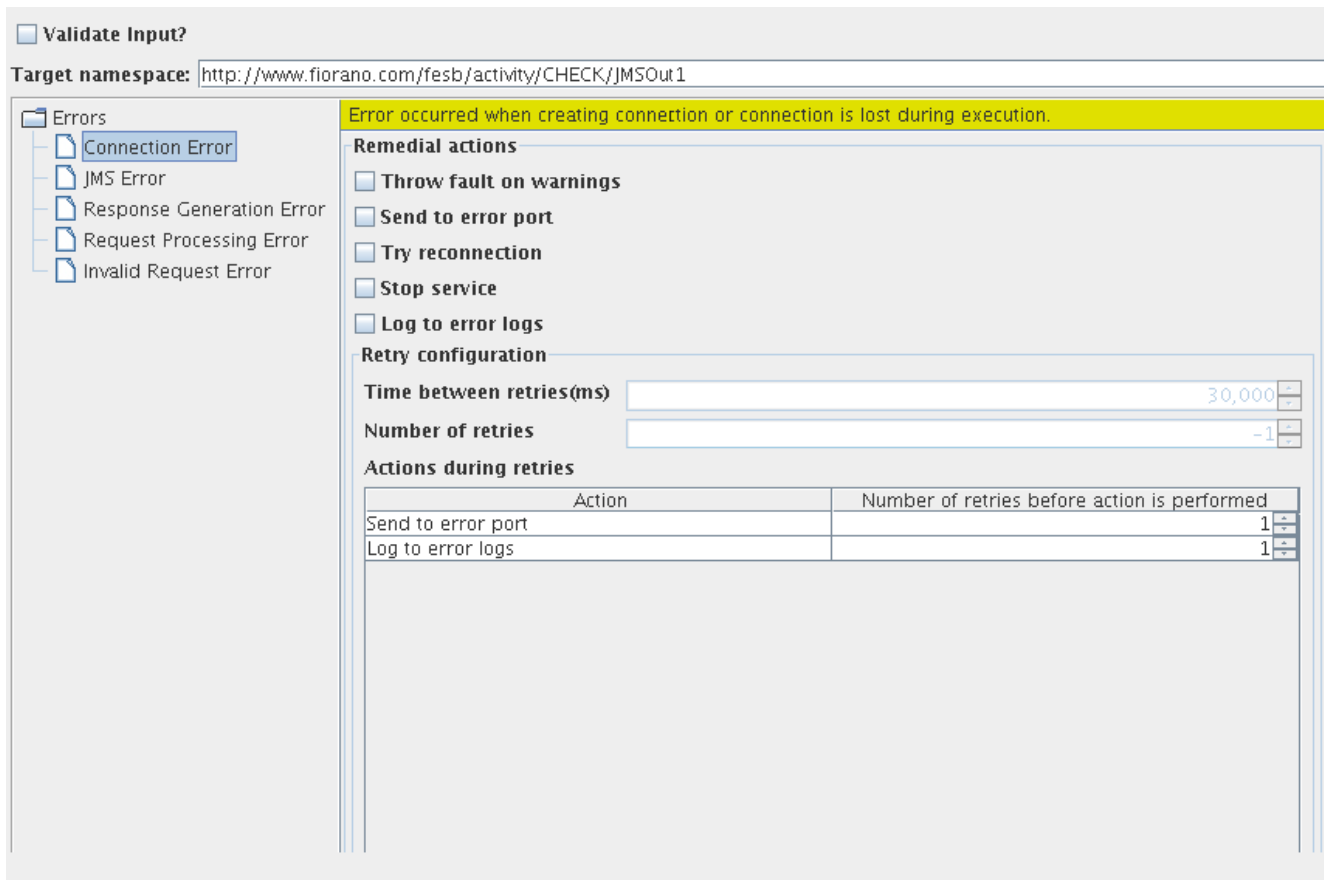 Validate Input?
Target namespace: http://www.fiorano.com/fesb/activity/CHECK/JMSOut1
Errors
Connection Error
JMS Error
Response Generation Error
Request Processing Error
Invalid Request Error
Error occurred when creating connection or connection is lost during execution.
Remedial actions
Throw fault on warnings
Send to error port
Try reconnection
Stop service
Log to error logs
Retry configuration
Time between retries(ms) 30,000
Number of retries -1
Actions during retries
Action Number of retries before action is performed
Send to error port 1
Log to error logs 1